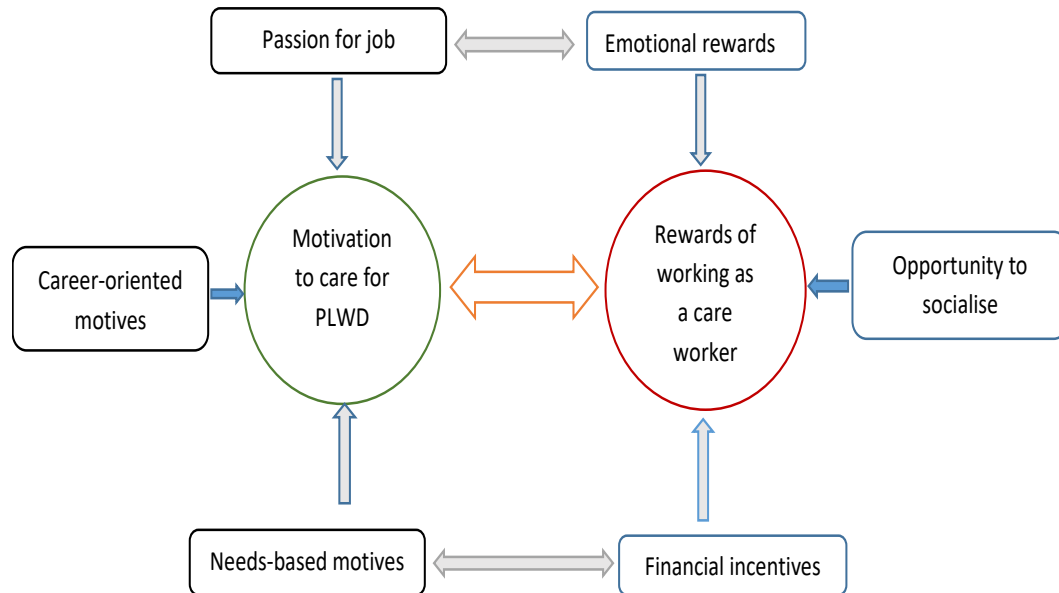 Passion for job
Emotional rewards
Motivation
to care for
PLWD
Rewards of
working as
a care
worker
Career-oriented
motives
Opportunity to
socialise
Needs-based motives
Financial incentives